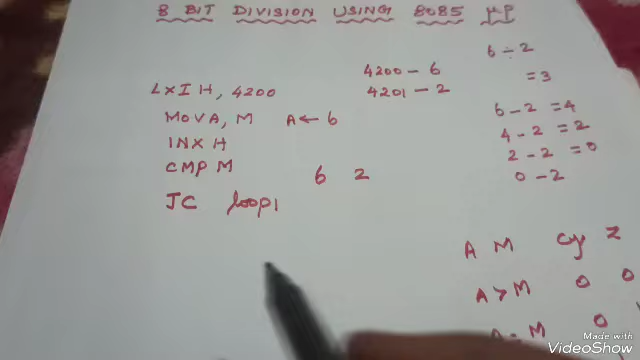 8 BIT DIVISION USING 8085 μP
6 ÷ 2
= 3
4200 - 6
4201 - 2
LXI H, 4200
MOV A, M A ← 6
INX H
CMP M 6 2
JC loop1
6 - 2 = 4
4 - 2 = 2
2 - 2 = 0
0 - 2
A M Cy Z
A > M 0 0
A - M 0
Made with
VideoShow